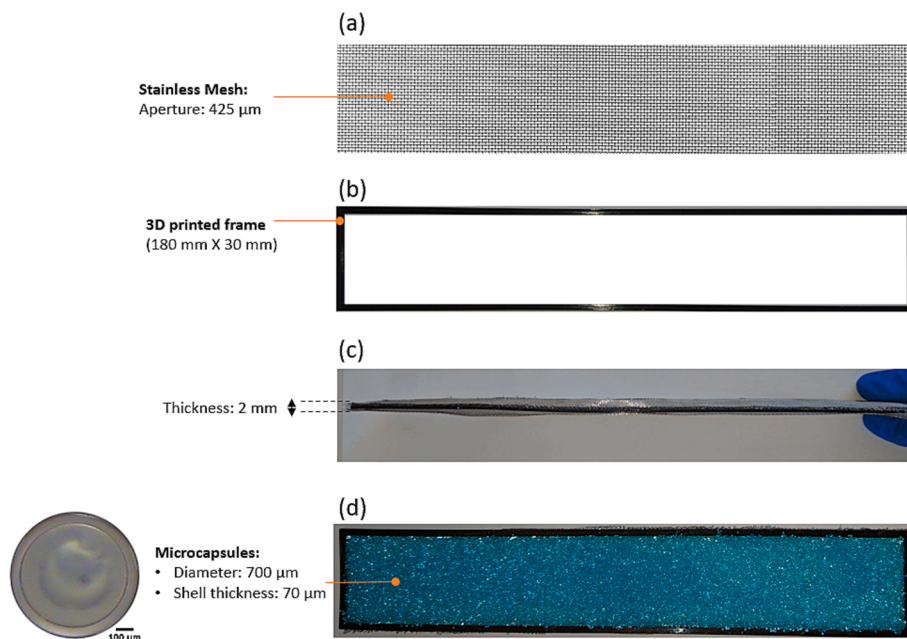 (a)
Stainless Mesh:
Aperture: 425 µm
(b)
3D printed frame
(180 mm X 30 mm)
(c)
Thickness: 2 mm
(d)
Microcapsules:
• Diameter: 700 µm
• Shell thickness: 70 µm
100 µm